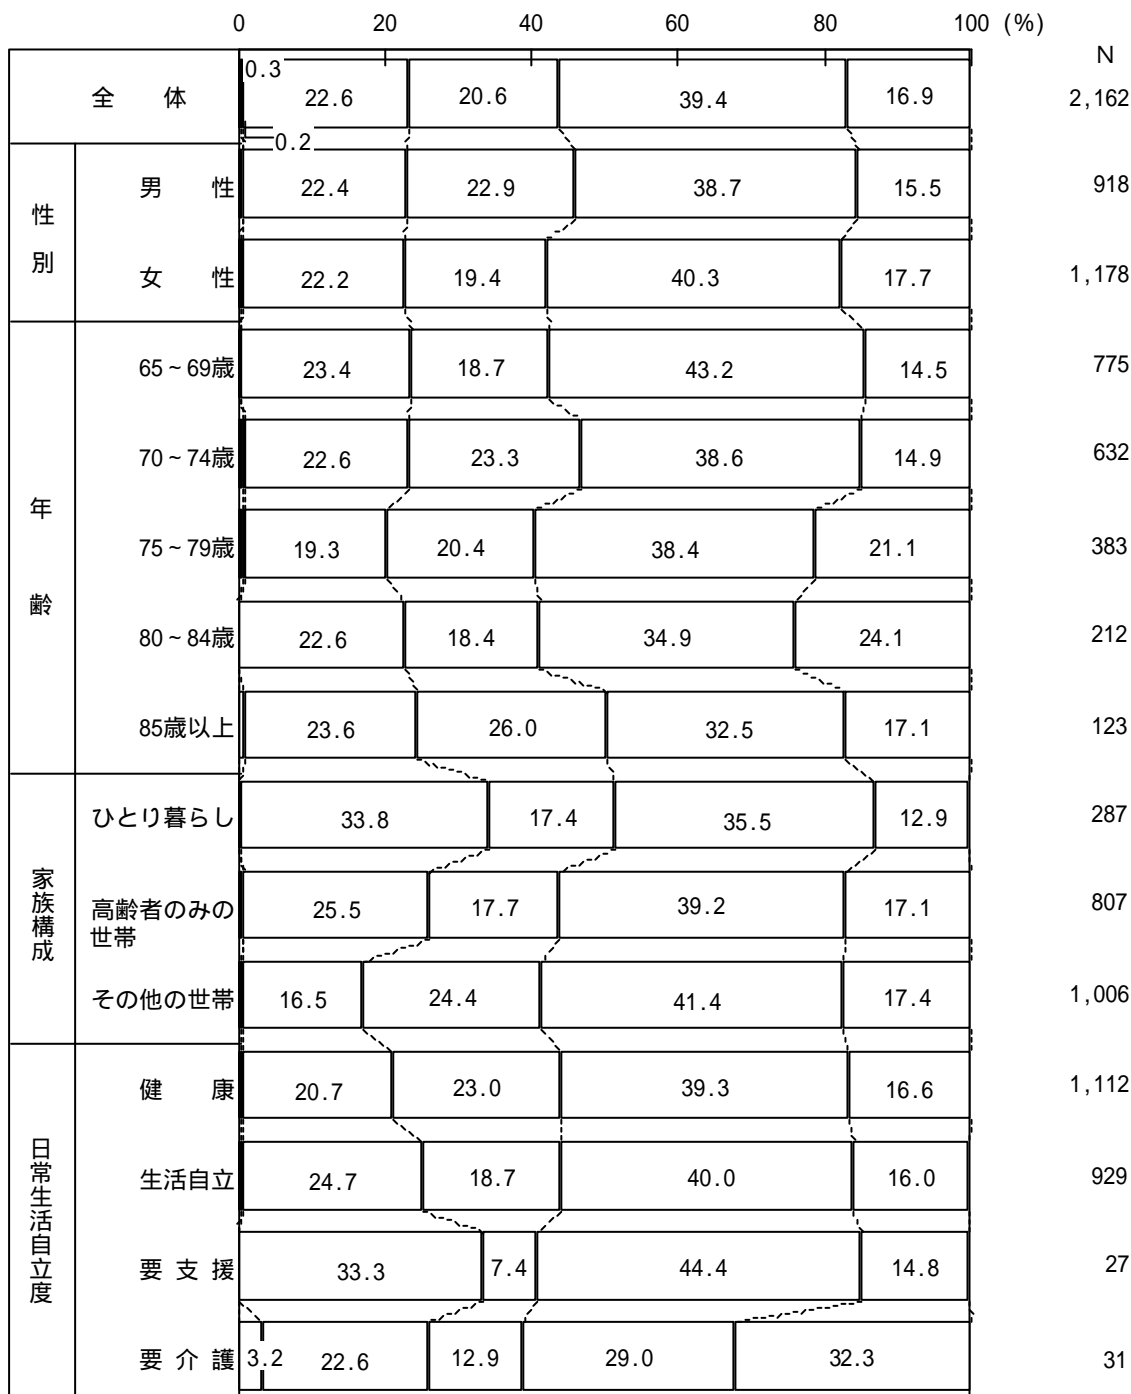 0 20 40 60 80 100 (%)
N
0.3
全 体 22.6 20.6 39.4 16.9 2,162
0.2
性別
男 性 22.4 22.9 38.7 15.5 918
女 性 22.2 19.4 40.3 17.7 1,178
年齢
65~69歳 23.4 18.7 43.2 14.5 775
70~74歳 22.6 23.3 38.6 14.9 632
75~79歳 19.3 20.4 38.4 21.1 383
80~84歳 22.6 18.4 34.9 24.1 212
85歳以上 23.6 26.0 32.5 17.1 123
家族構成
ひとり暮らし 33.8 17.4 35.5 12.9 287
高齢者のみの
世帯 25.5 17.7 39.2 17.1 807
その他の世帯 16.5 24.4 41.4 17.4 1,006
日常生活自立度
健 康 20.7 23.0 39.3 16.6 1,112
生活自立 24.7 18.7 40.0 16.0 929
要 支 援 33.3 7.4 44.4 14.8 27
要 介 護 3.2 22.6 12.9 29.0 32.3 31